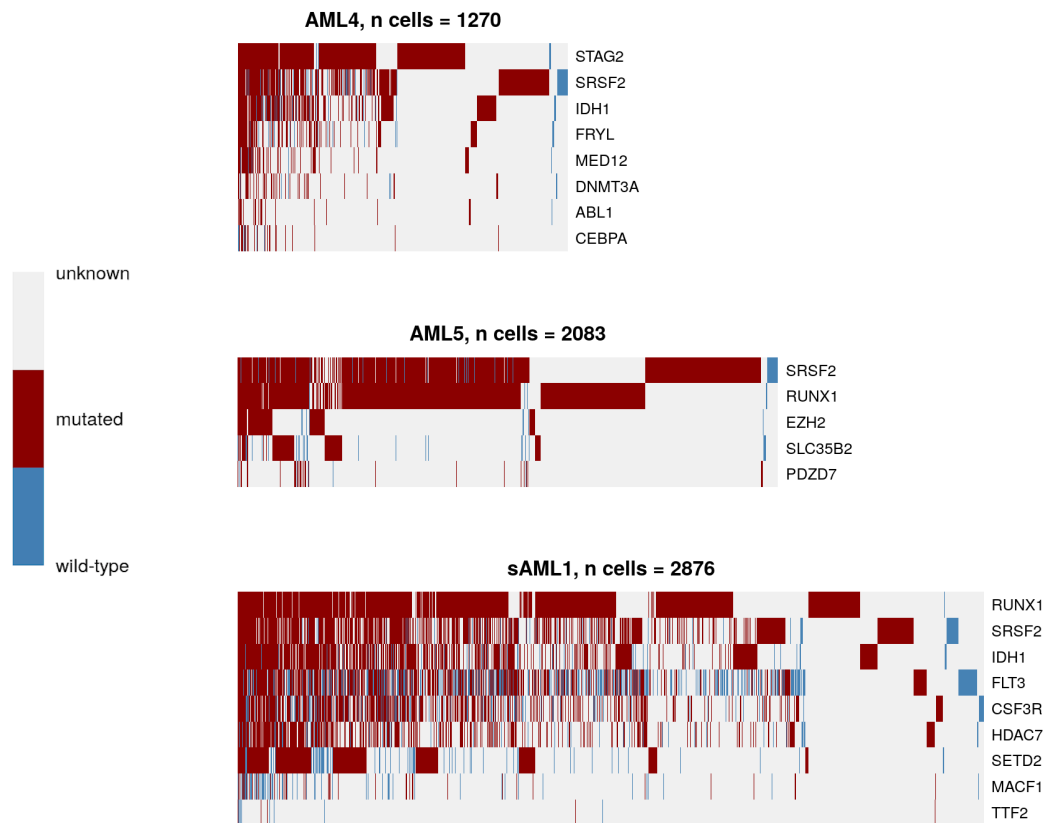 AML4, n cells = 1270
STAG2
SRSF2
IDH1
FRYL
MED12
DNMT3A
ABL1
CEBPA
unknown
mutated
wild-type
AML5, n cells = 2083
SRSF2
RUNX1
EZH2
SLC35B2
PDZD7
sAML1, n cells = 2876
RUNX1
SRSF2
IDH1
FLT3
CSF3R
HDAC7
SETD2
MACF1
TTF2